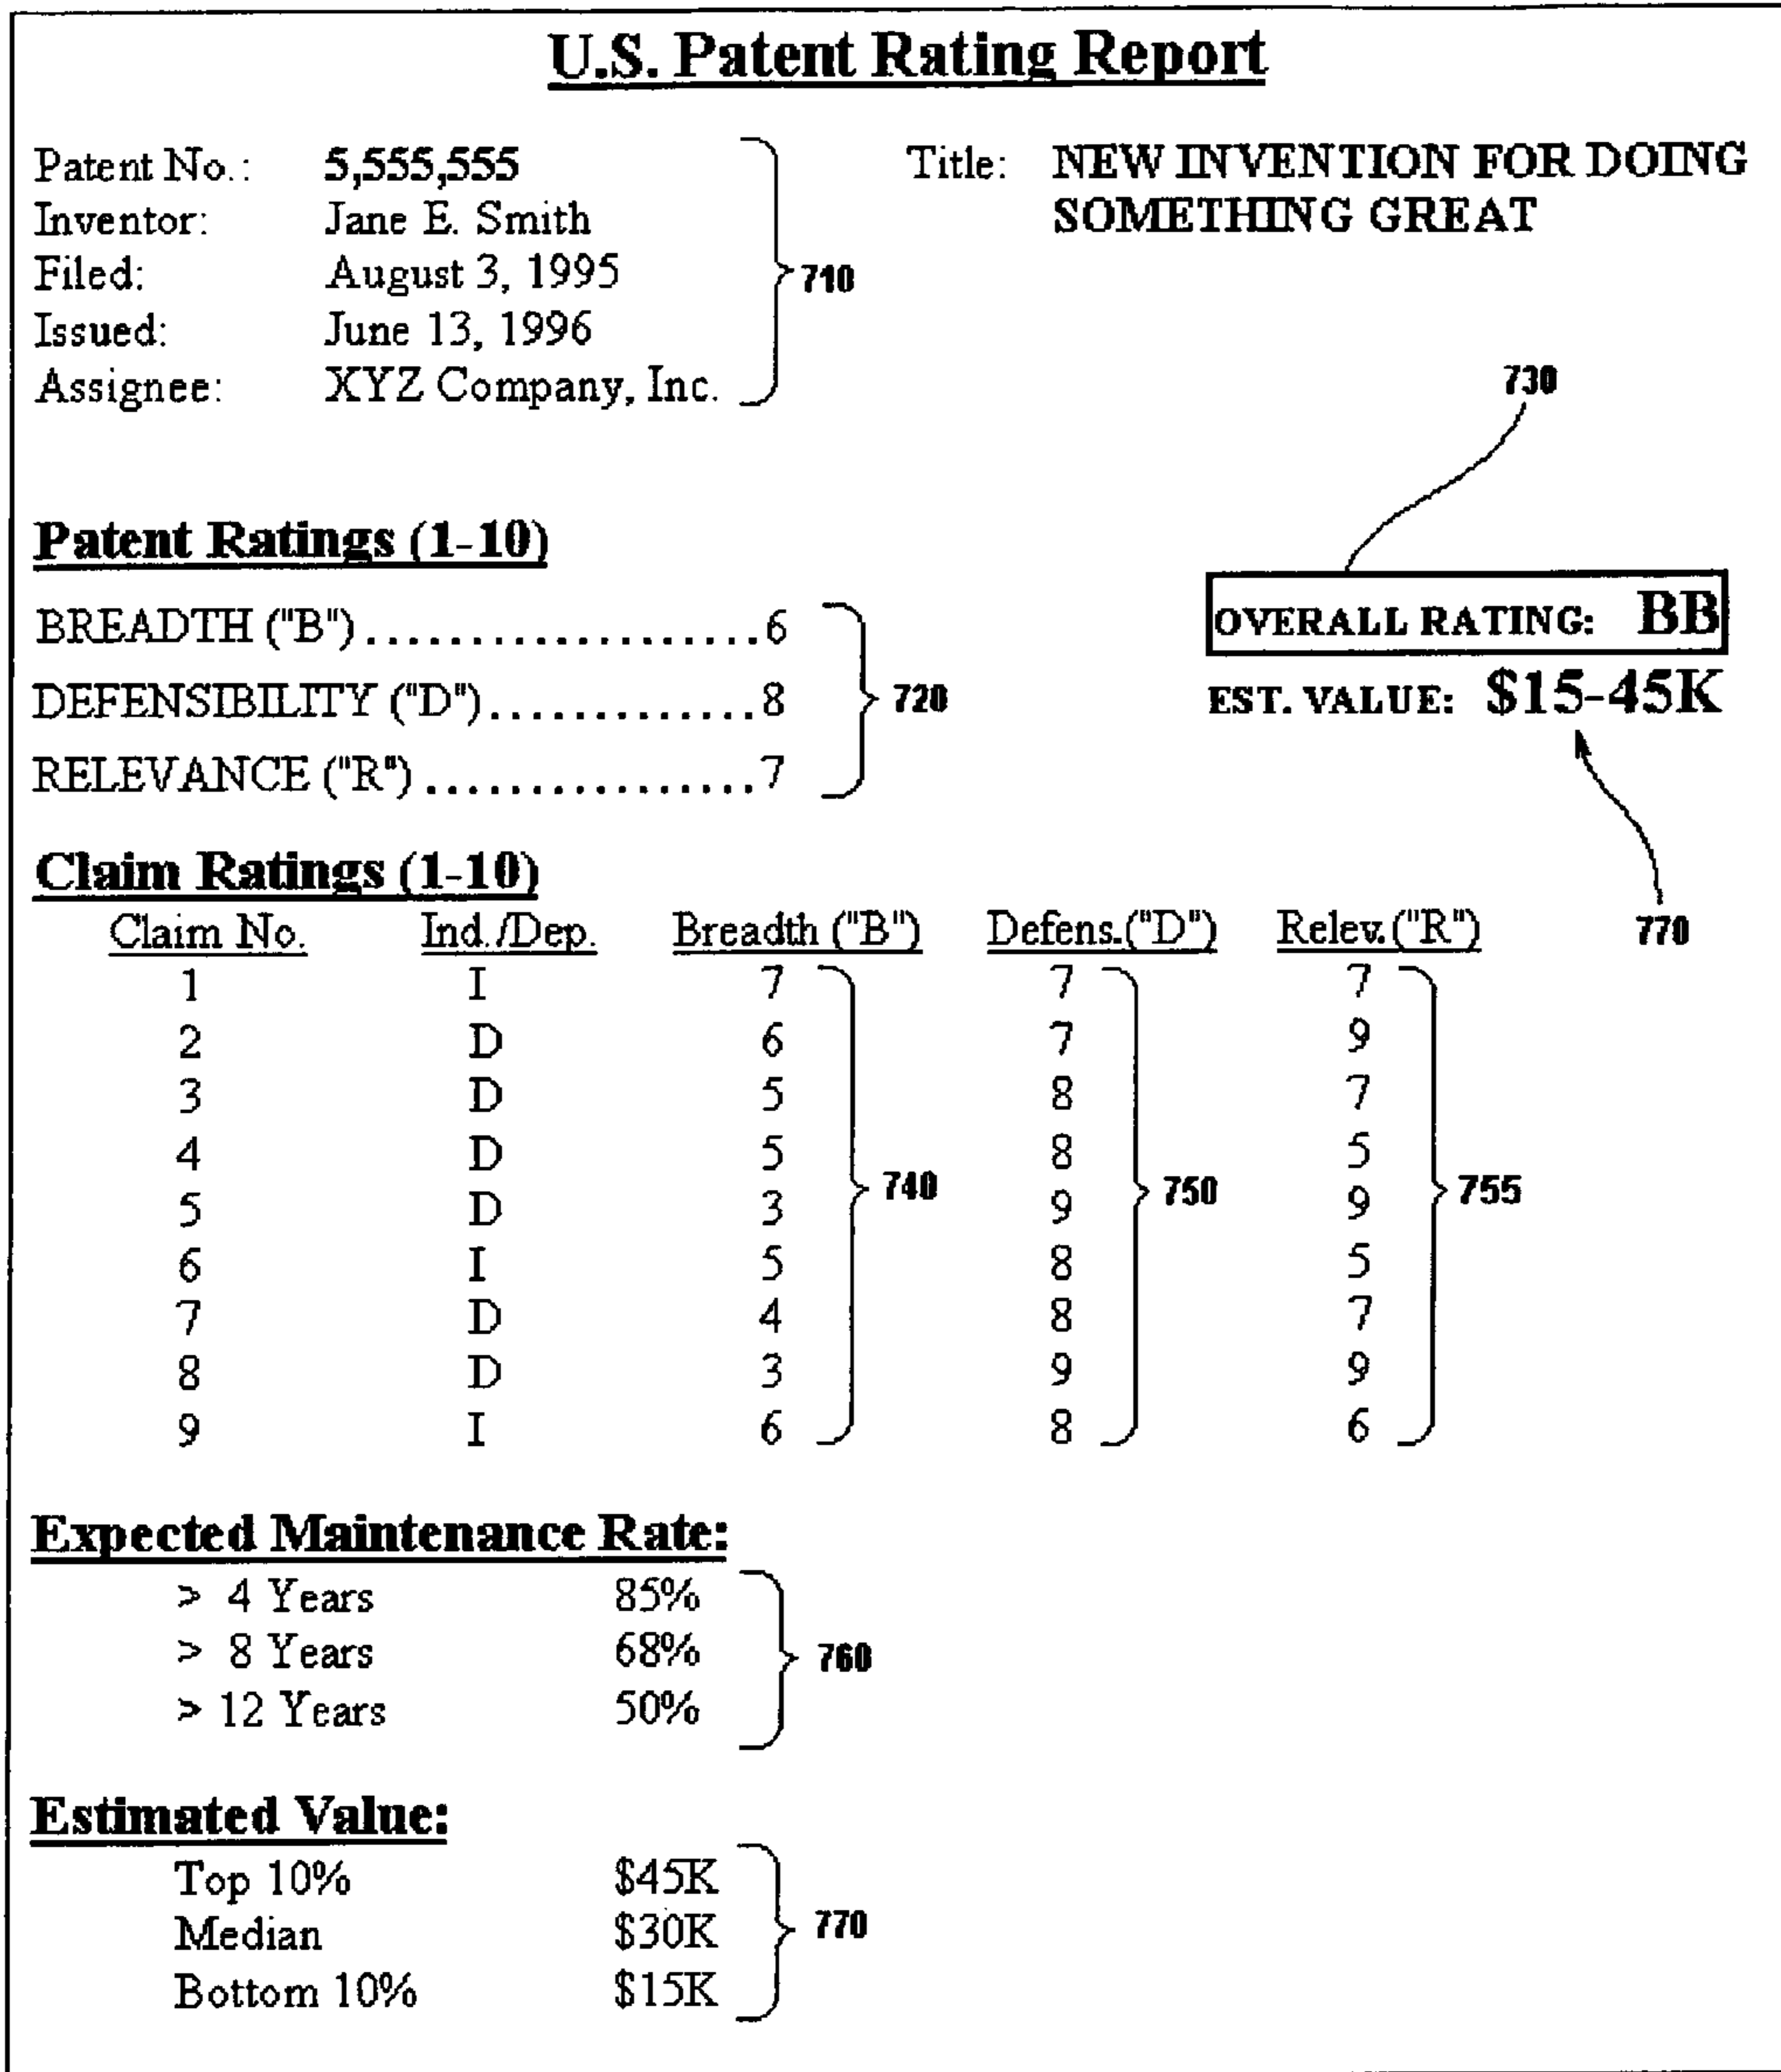 U.S. Patent Rating Report
Patent No.: 5,555,555 Title: NEW INVENTION FOR DOING
Inventor: Jane E. Smith SOMETHING GREAT
Filed: August 3, 1995 710
Issued: June 13, 1996
Assignee: XYZ Company, Inc. 730
Patent Ratings (1-10)
BREADTH ("B")......................6 OVERALL RATING: BB
DEFENSIBILITY ("D")...............8 720 EST. VALUE: $15-45K
RELEVANCE ("R")..................7
Claim Ratings (1-10)
Claim No. Ind./Dep. Breadth ("B") Defens.("D") Relev.("R") 770
1 I 7 7 7
2 D 6 7 9
3 D 5 8 7
4 D 5 8 5
5 D 3 740 9 750 9 755
6 I 5 8 5
7 D 4 8 7
8 D 3 9 9
9 I 6 8 6
Expected Maintenance Rate:
> 4 Years 85%
> 8 Years 68% 760
> 12 Years 50%
Estimated Value:
Top 10% $45K
Median $30K 770
Bottom 10% $15K